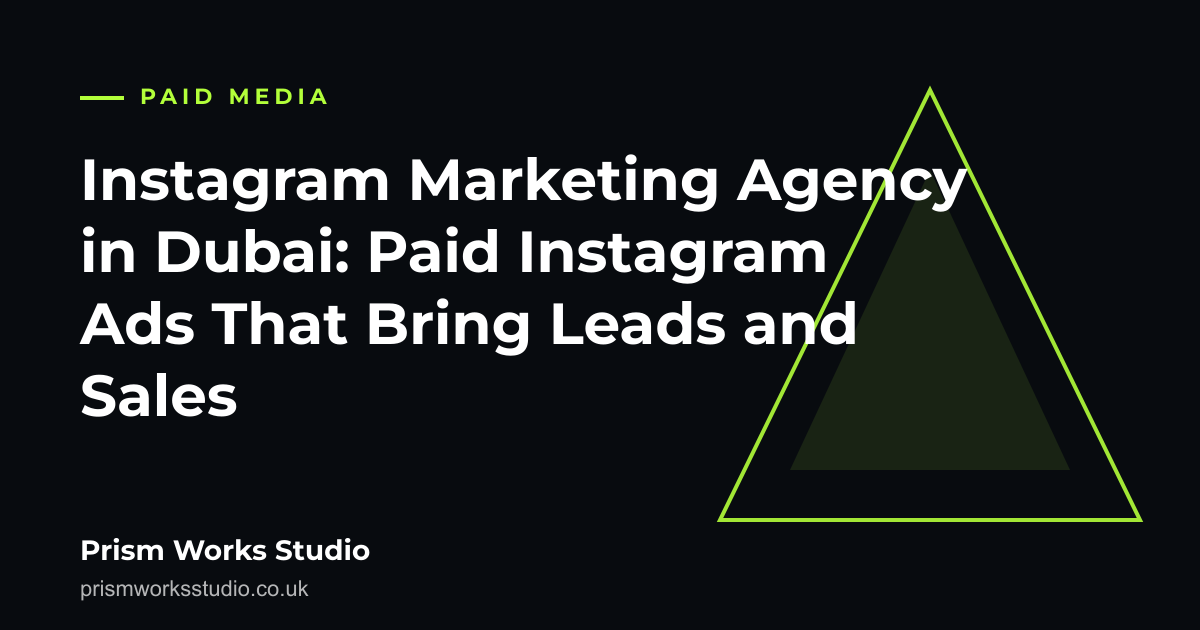 PAID MEDIA
Instagram Marketing Agency
in Dubai: Paid Instagram
Ads That Bring Leads and
Sales
Prism Works Studio
prismworksstudio.co.uk